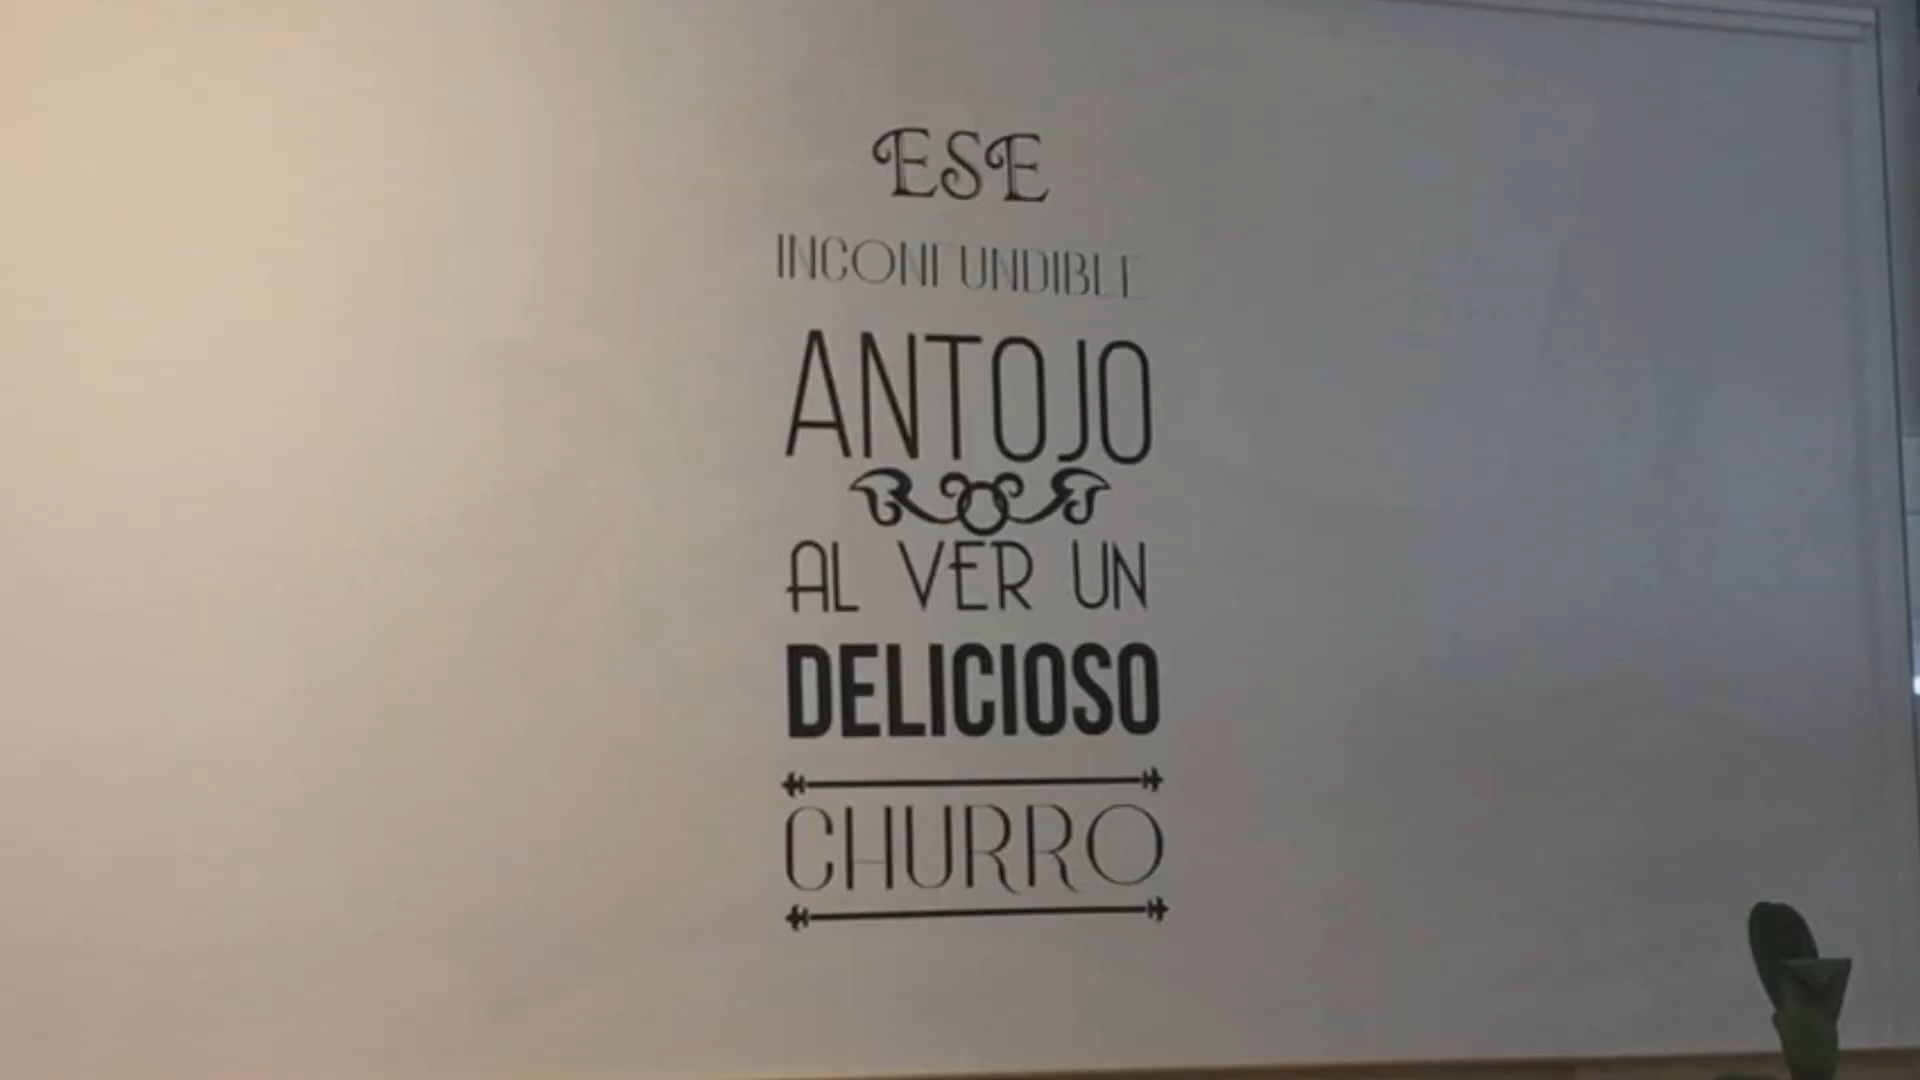 ESE
INCONFUNDIBLE
ANTOJO
AL VER UN
DELICIOSO
CHURRO